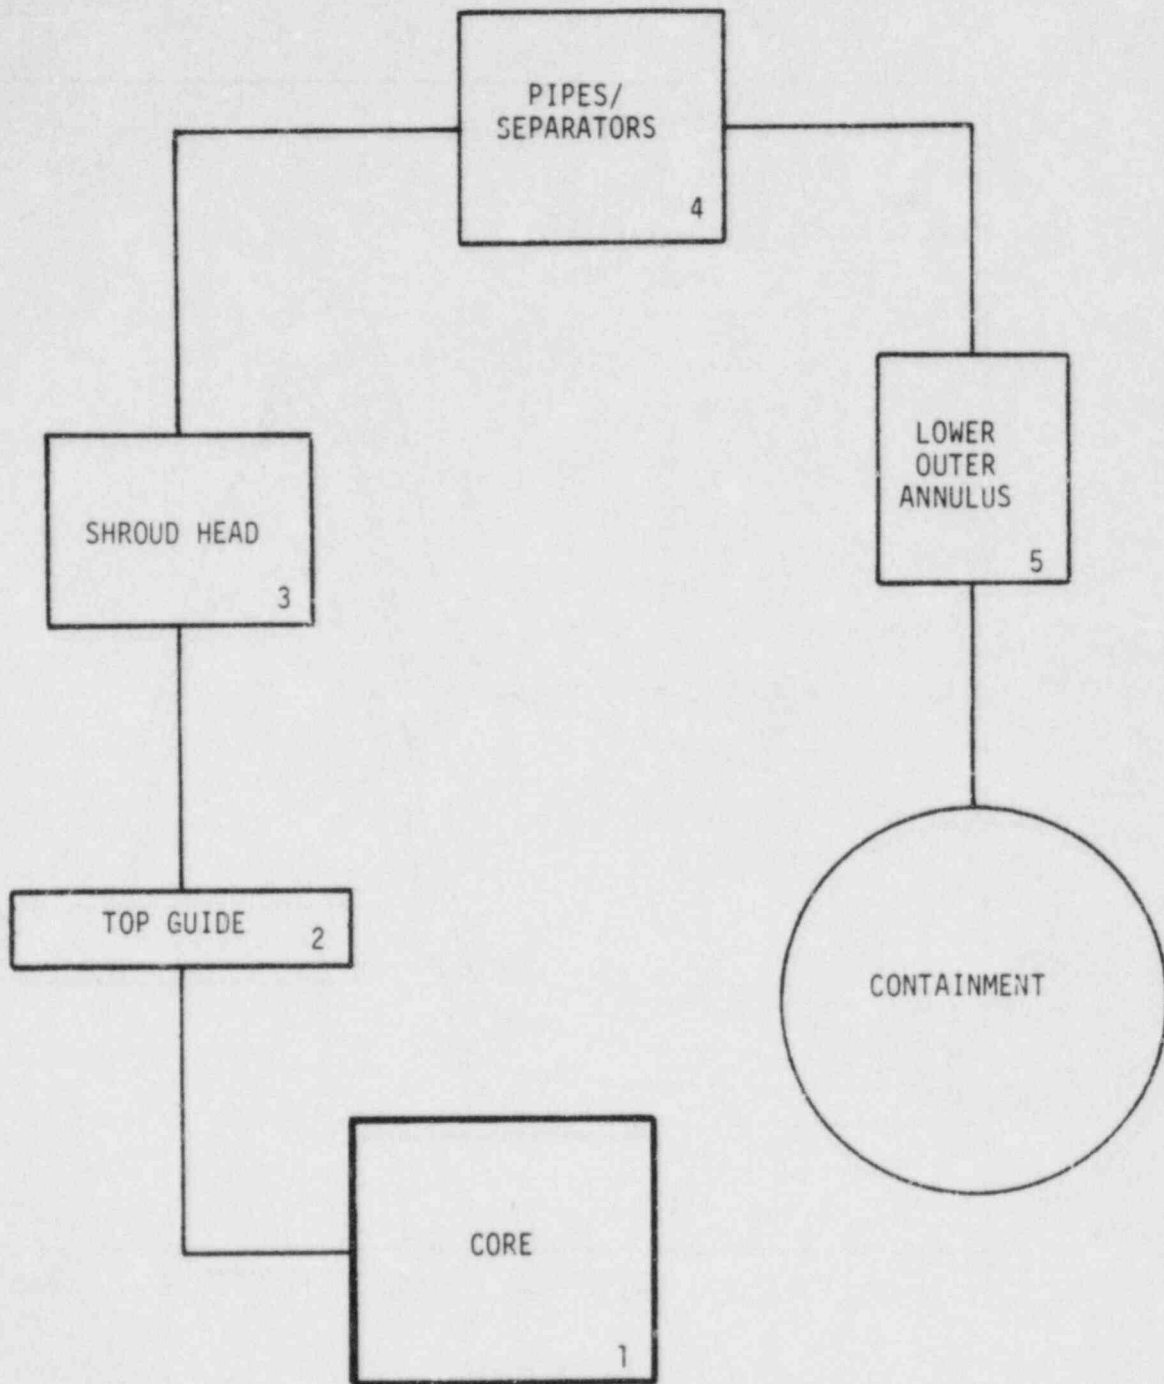 PIPES/
SEPARATORS
4
SHROUD HEAD
3
LOWER
OUTER
ANNULUS
5
TOP GUIDE
2
CONTAINMENT
CORE
1